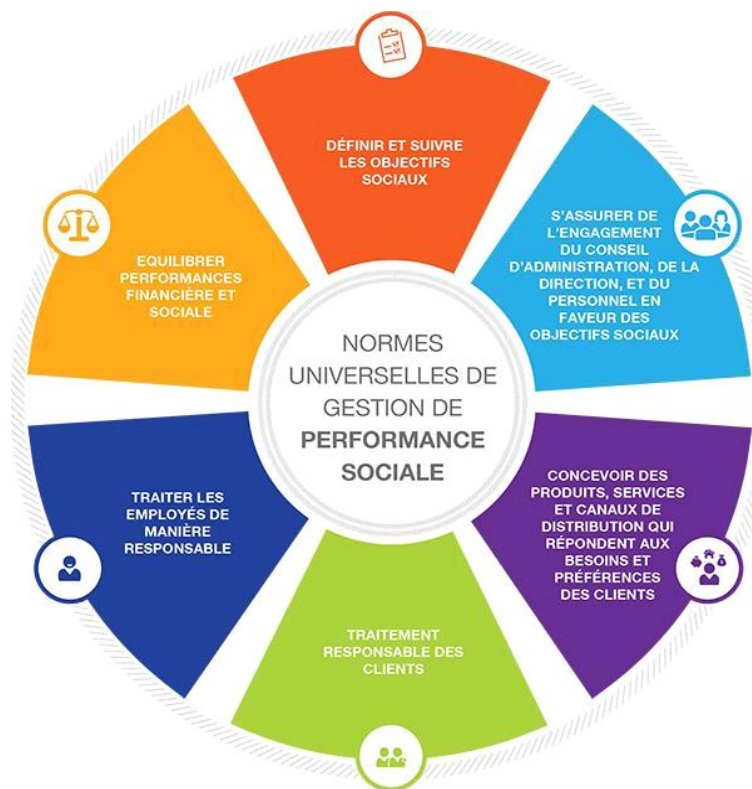 DÉFINIR ET SUIVRE
LES OBJECTIFS
SOCIAUX
S'ASSURER DE
L'ENGAGEMENT
DU CONSEIL
D'ADMINISTRATION, DE LA
DIRECTION, ET DU
PERSONNEL EN
FAVEUR DES
OBJECTIFS SOCIAUX
CONCEVOIR DES
PRODUITS, SERVICES
ET CANAUX DE
DISTRIBUTION QUI
RÉPONDENT AUX
BESOINS ET
PRÉFÉRENCES
DES CLIENTS
TRAITEMENT
RESPONSABLE DES
CLIENTS
TRAITER LES
EMPLOYÉS DE
MANIÈRE
RESPONSABLE
EQUILIBRER
PERFORMANCES
FINANCIÈRE ET
SOCIALE
NORMES
UNIVERSELLES DE
GESTION DE
PERFORMANCE
SOCIALE